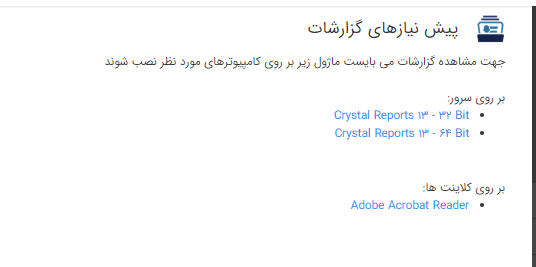 پیش نیازهای گزارشات
جهت مشاهده گزارشات می بایست ماژول زیر بر روی کامپیوترهای مورد نظر نصب شوند
بر روی سرور:
Crystal Reports ۱۳ - ۳۲ Bit
Crystal Reports ۱۳ - ۶۴ Bit
بر روی کلاینت ها:
Adobe Acrobat Reader